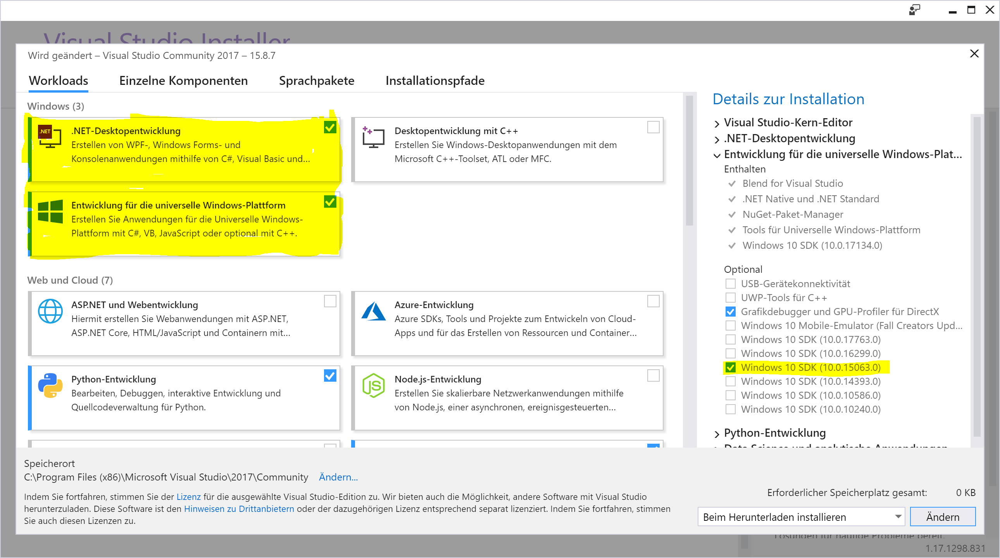 Visual Studio Installer
Wird geändert – Visual Studio Community 2017 – 15.8.7
Workloads
Einzelne Komponenten
Sprachpakete
Installationspfade
Windows (3)
.NET
.NET-Desktopentwicklung
Erstellen von WPF-, Windows Forms- und
Konsolenanwendungen mithilfe von C#, Visual Basic und...
Desktopentwicklung mit C++
Erstellen Sie Windows-Desktopanwendungen mit dem
Microsoft C++-Toolset, ATL oder MFC.
Entwicklung für die universelle Windows-Plattform
Erstellen Sie Anwendungen für die Universelle Windows-
Plattform mit C#, VB, JavaScript oder optional mit C++.
Web und Cloud (7)
ASP.NET und Webentwicklung
Hiermit erstellen Sie Webanwendungen mit ASP.NET,
ASP.NET Core, HTML/JavaScript und Containern mit...
Azure-Entwicklung
Azure SDKs, Tools und Projekte zum Entwickeln von Cloud-
Apps und für das Erstellen von Ressourcen und Container...
Python-Entwicklung
Bearbeiten, Debuggen, interaktive Entwicklung und
Quellcodeverwaltung für Python.
JS
Node.js-Entwicklung
Erstellen Sie skalierbare Netzwerkanwendungen mithilfe
von Node.js, einer asynchronen, ereignisgesteuerten...
Details zur Installation
Visual Studio-Kern-Editor
.NET-Desktopentwicklung
Entwicklung für die universelle Windows-Plat...
Enthalten
Blend for Visual Studio
.NET Native und .NET Standard
NuGet-Paket-Manager
Tools für Universelle Windows-Plattform
Windows 10 SDK (10.0.17134.0)
Optional
USB-Gerätekonnektivität
UWP-Tools für C++
Grafikdebugger und GPU-Profiler für DirectX
Windows 10 Mobile-Emulator (Fall Creators Upd...
Windows 10 SDK (10.0.17763.0)
Windows 10 SDK (10.0.16299.0)
Windows 10 SDK (10.0.15063.0)
Windows 10 SDK (10.0.14393.0)
Windows 10 SDK (10.0.10586.0)
Windows 10 SDK (10.0.10240.0)
Python-Entwicklung
Data Science und analytische Anwendungen
Speicherort
C:\Program Files (x86)\Microsoft Visual Studio\2017\Community Ändern...
Indem Sie fortfahren, stimmen Sie der Lizenz für die ausgewählte Visual Studio-Edition zu. Wir bieten auch die Möglichkeit, andere Software mit Visual Studio
herunterzuladen. Diese Software ist den Hinweisen zu Drittanbietern oder der dazugehörigen Lizenz entsprechend separat lizenziert. Indem Sie fortfahren, stimmen
Sie auch diesen Lizenzen zu.
Erforderlicher Speicherplatz gesamt: 0 KB
Beim Herunterladen installieren
Ändern
Lösungen für häufige Probleme bereit.
1.17.1298.831